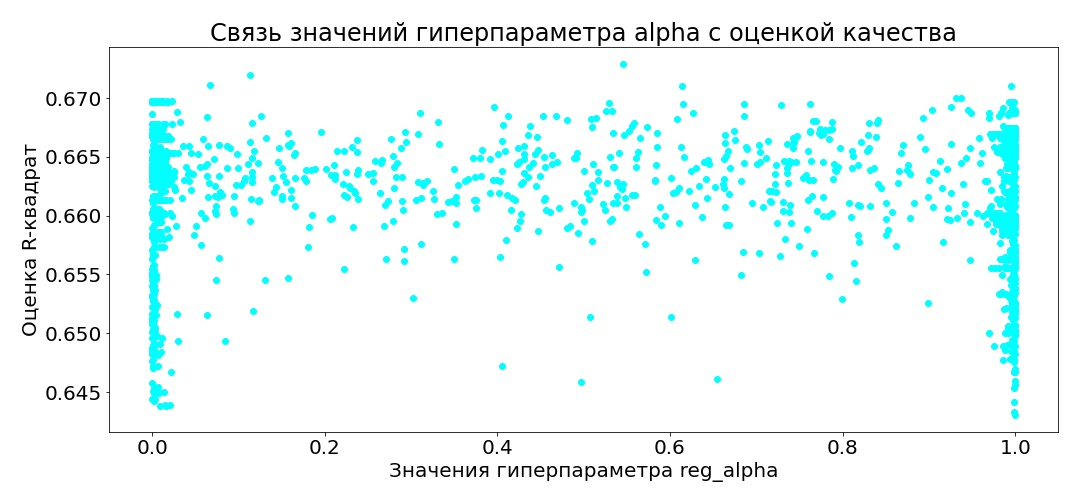 Связь значений гиперпараметра alpha с оценкой качества
Оценка R-квадрат
0.670
0.665
0.660
0.655
0.650
0.645
0.0 0.2 0.4 0.6 0.8 1.0
Значения гиперпараметра reg_alpha